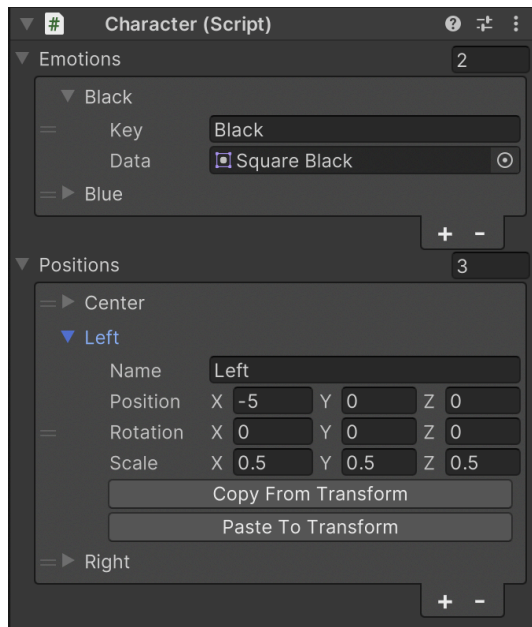 # Character (Script)
Emotions 2
Black
Key Black
Data Square Black
Blue
+ -
Positions 3
Center
Left
Name Left
Position X -5 Y 0 Z 0
Rotation X 0 Y 0 Z 0
Scale X 0.5 Y 0.5 Z 0.5
Copy From Transform
Paste To Transform
Right
+ -